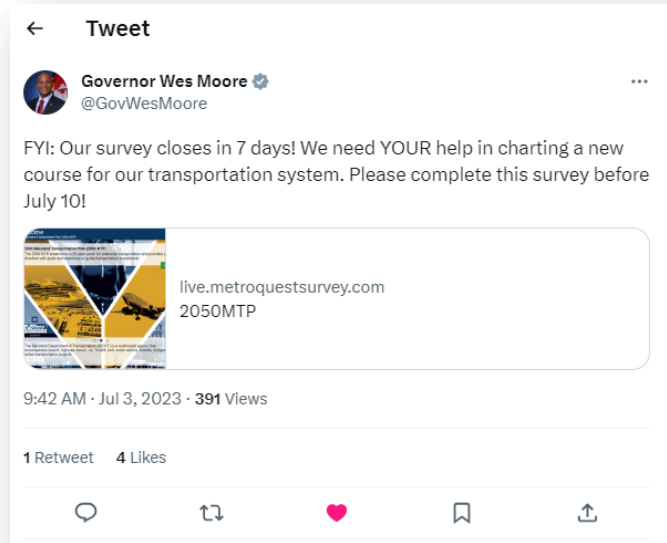 Tweet
Governor Wes Moore
@GovWesMoore
FYI: Our survey closes in 7 days! We need YOUR help in charting a new
course for our transportation system. Please complete this survey before
July 10!
live.metroquestsurvey.com
2050MTP
9:42 AM · Jul 3, 2023 · 391 Views
1 Retweet 4 Likes